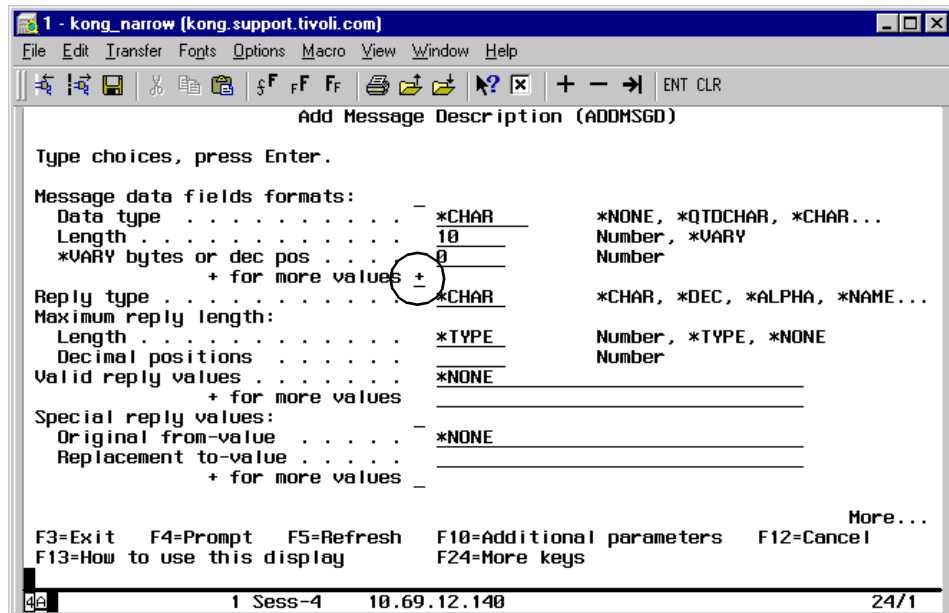 1 - kong_narrow (kong.support.tivoli.com)
File Edit Transfer Fonts Options Macro View Window Help
ENT CLR
Add Message Description (ADDMSGD)
Type choices, press Enter.
Message data fields formats: _
Data type . . . . . . . . . . *CHAR *NONE, *QTDCHAR, *CHAR...
Length . . . . . . . . . . . . 10 Number, *VARY
*VARY bytes or dec pos . . . . 0 Number
+ for more values +
Reply type . . . . . . . . . . . *CHAR *CHAR, *DEC, *ALPHA, *NAME...
Maximum reply length:
Length . . . . . . . . . . . . *TYPE Number, *TYPE, *NONE
Decimal positions . . . . . . Number
Valid reply values . . . . . . . *NONE
+ for more values
Special reply values: _
Original from-value . . . . . *NONE
Replacement to-value . . . . .
+ for more values _
More...
F3=Exit F4=Prompt F5=Refresh F10=Additional parameters F12=Cancel
F13=How to use this display F24=More keys
4A 1 Sess-4 10.69.12.140 24/1